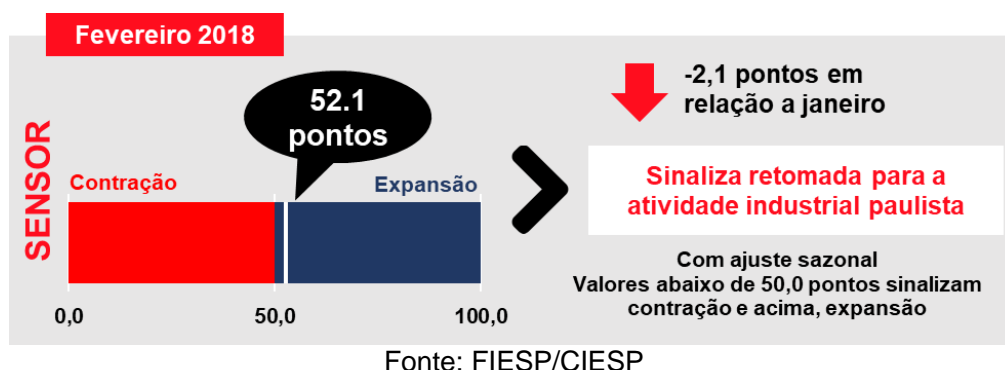 Fevereiro 2018
SENSOR
52.1
pontos
Contração
Expansão
0,0
50,0
100,0
-2,1 pontos em
relação a janeiro
Sinaliza retomada para a
atividade industrial paulista
Com ajuste sazonal
Valores abaixo de 50,0 pontos sinalizam
contração e acima, expansão
Fonte: FIESP/CIESP